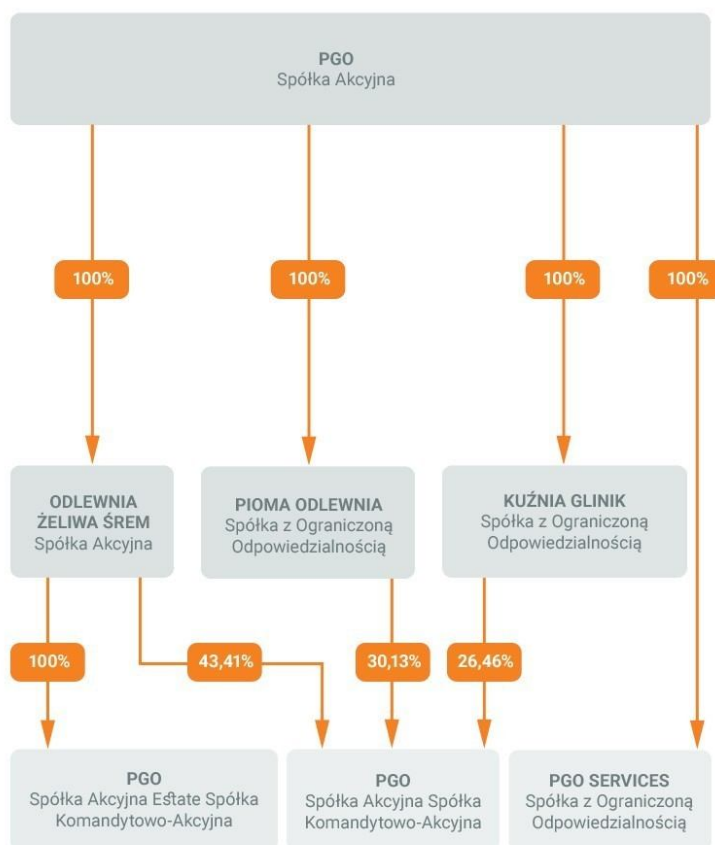 PGO
Spółka Akcyjna
100%
100%
100%
100%
ODLEWNIA
ŻELIWA ŚREM
Spółka Akcyjna
PIOMA ODLEWNIA
Spółka z Ograniczoną
Odpowiedzialnością
KUŹNIA GLINIK
Spółka z Ograniczoną
Odpowiedzialnością
100%
43,41%
30,13%
26,46%
PGO
Spółka Akcyjna Estate Spółka
Komandytowo-Akcyjna
PGO
Spółka Akcyjna Spółka
Komandytowo-Akcyjna
PGO SERVICES
Spółka z Ograniczoną
Odpowiedzialnością